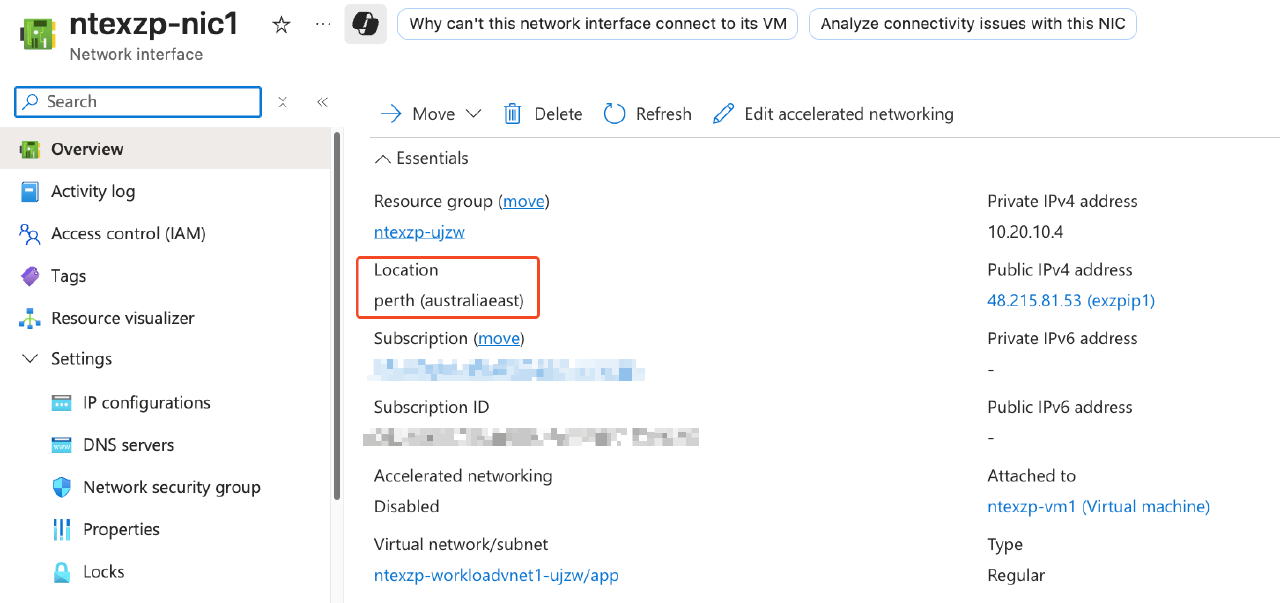 ntexzp-nic1
Network interface
Why can't this network interface connect to its VM
Analyze connectivity issues with this NIC
Search
Overview
Activity log
Access control (IAM)
Tags
Resource visualizer
Settings
IP configurations
DNS servers
www
Network security group
Properties
Locks
Move
Delete
Refresh
Edit accelerated networking
Essentials
Resource group (move)
ntexzp-ujzw
Location
perth (australiaeast)
Subscription (move)
Subscription ID
Accelerated networking
Disabled
Virtual network/subnet
ntexzp-workloadvnet1-ujzw/app
Private IPv4 address
10.20.10.4
Public IPv4 address
48.215.81.53 (exzpip1)
Private IPv6 address
-
Public IPv6 address
-
Attached to
ntexzp-vm1 (Virtual machine)
Type
Regular